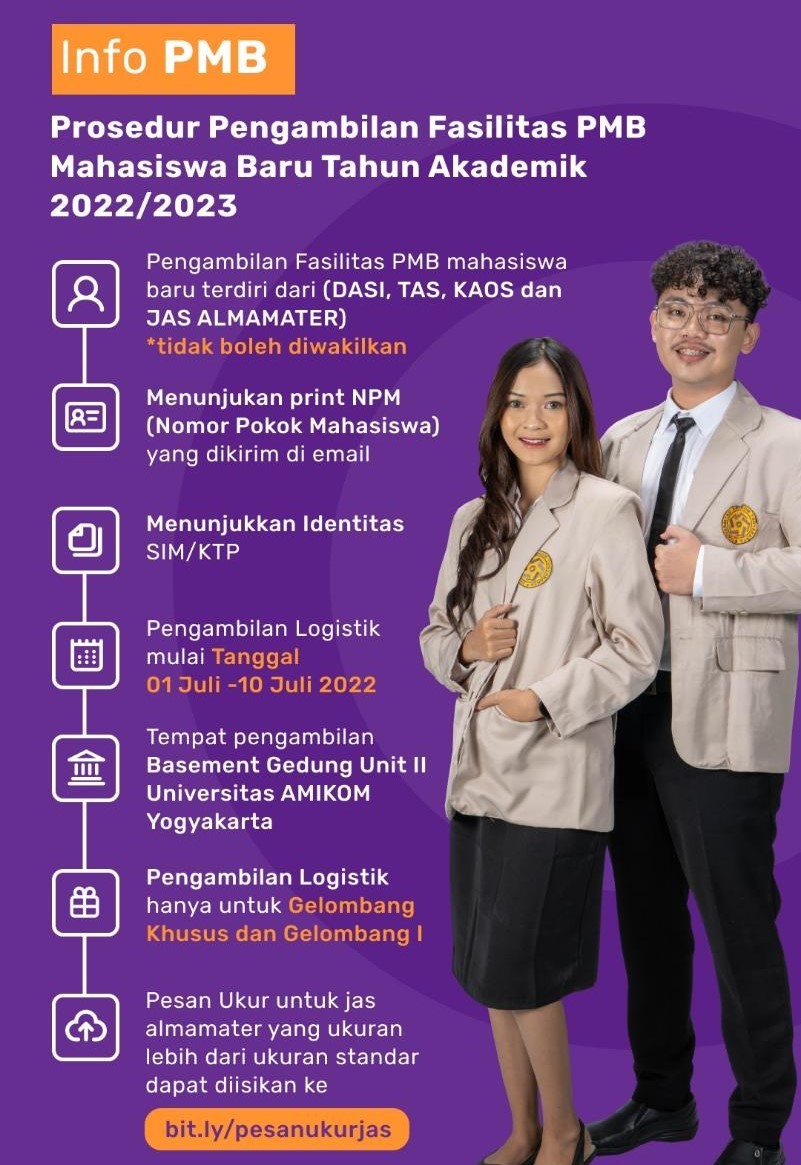 Info PMB
Prosedur Pengambilan Fasilitas PMB
Mahasiswa Baru Tahun Akademik
2022/2023
Pengambilan Fasilitas PMB mahasiswa
baru terdiri dari (DASI, TAS, KAOS dan
JAS ALMAMATER)
*tidak boleh diwakilkan
Menunjukan print NPM
(Nomor Pokok Mahasiswa)
yang dikirim di email
Menunjukkan Identitas
SIM/KTP
Pengambilan Logistik
mulai Tanggal
01 Juli -10 Juli 2022
Tempat pengambilan
Basement Gedung Unit II
Universitas AMIKOM
Yogyakarta
Pengambilan Logistik
hanya untuk Gelombang
Khusus dan Gelombang I
Pesan Ukur untuk jas
almamater yang ukuran
lebih dari ukuran standar
dapat diisikan ke
bit.ly/pesanukurjas